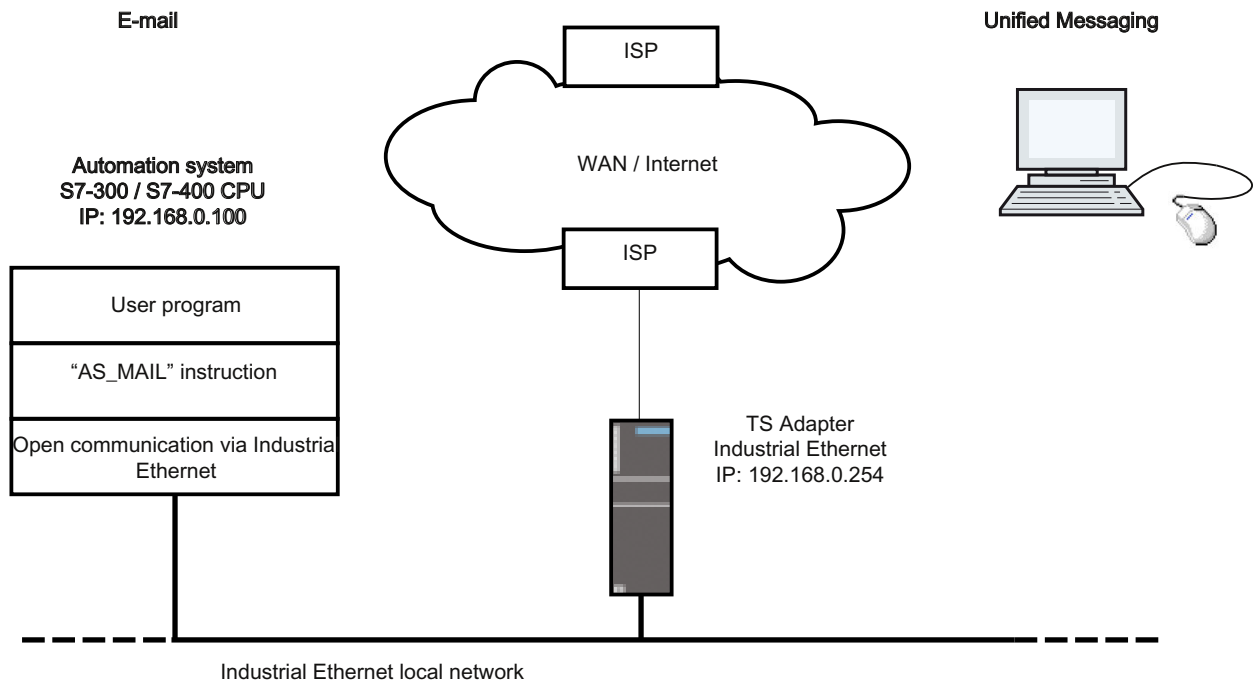 E-mail
Unified Messaging
ISP
WAN / Internet
Automation system
S7-300 / S7-400 CPU
IP: 192.168.0.100
ISP
User program
“AS_MAIL” instruction
Open communication via Industria
Ethernet
TS Adapter
Industrial Ethernet
IP: 192.168.0.254
Industrial Ethernet local network